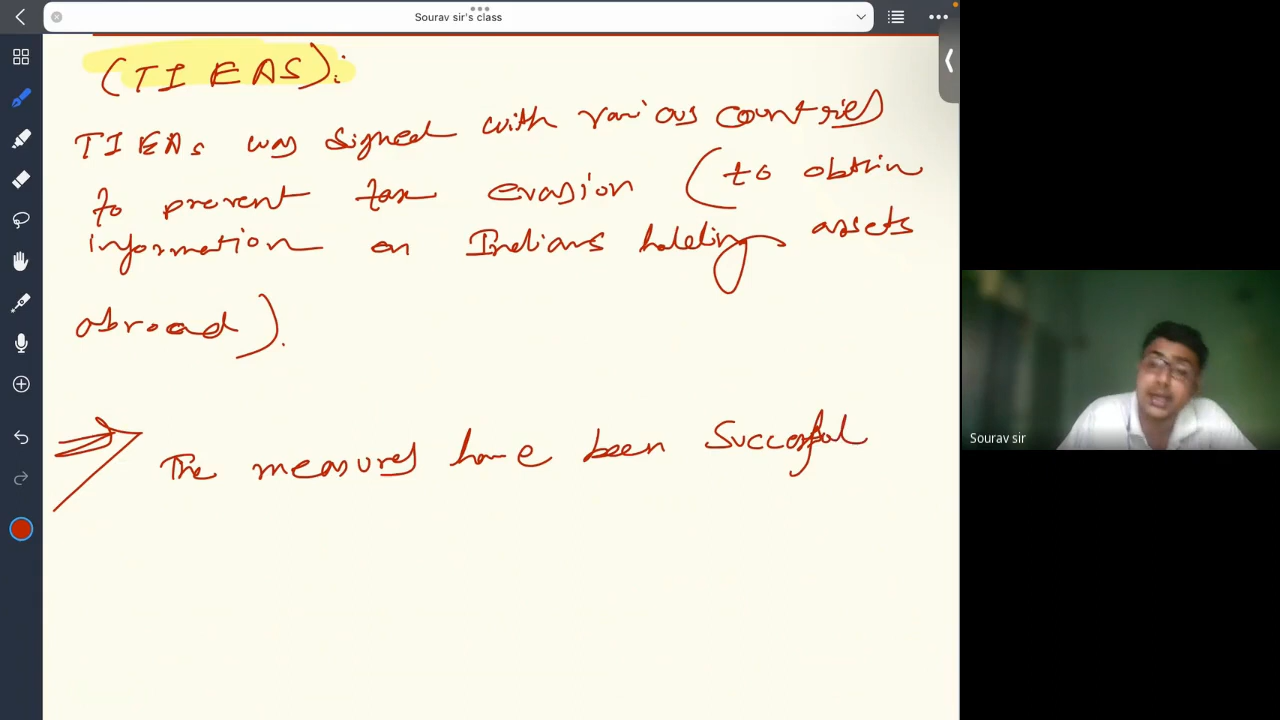 Sourav sir's class
(TIEAS):
TIEAs was signed with various countries
to prevent tax evasion (to obtain
information on Indians holding assets
abroad).
The measures have been successful
Sourav sir